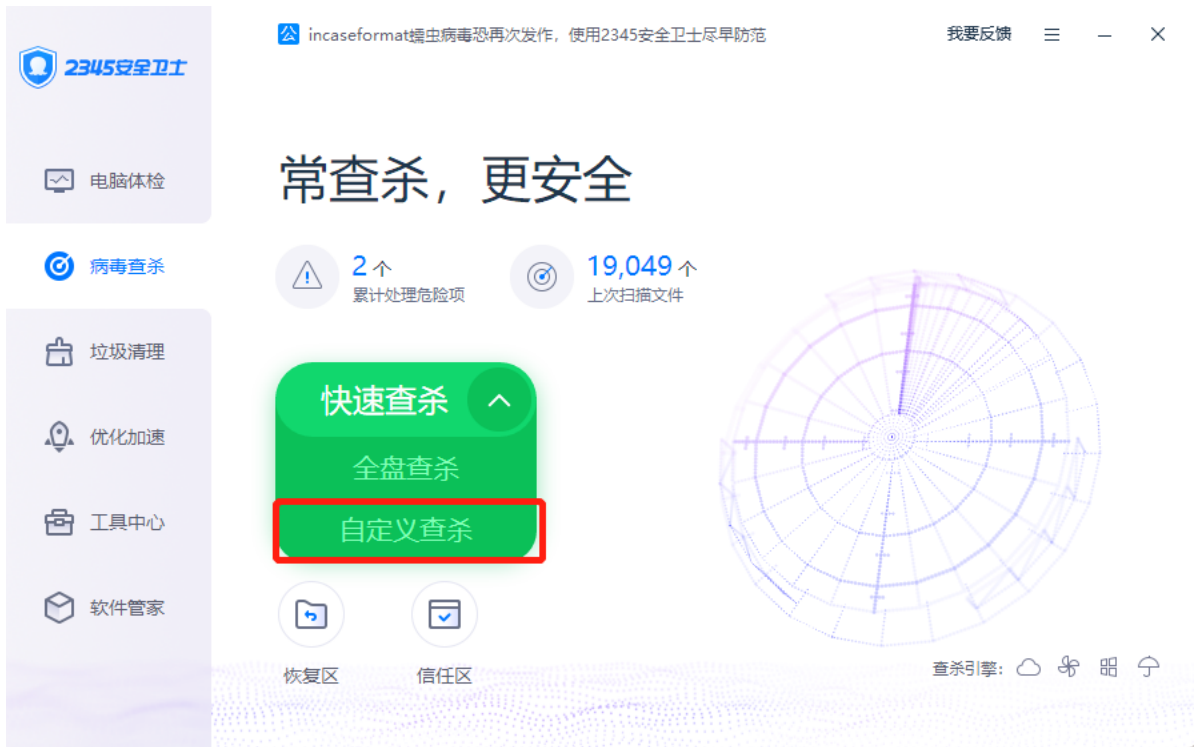 公 incaseformat蠕虫病毒恐再次发作，使用2345安全卫士尽早防范
我要反馈
2345安全卫士
电脑体检
病毒查杀
垃圾清理
优化加速
工具中心
软件管家
常查杀，更安全
2个
累计处理危险项
19,049个
上次扫描文件
快速查杀
全盘查杀
自定义查杀
恢复区
信任区
查杀引擎：